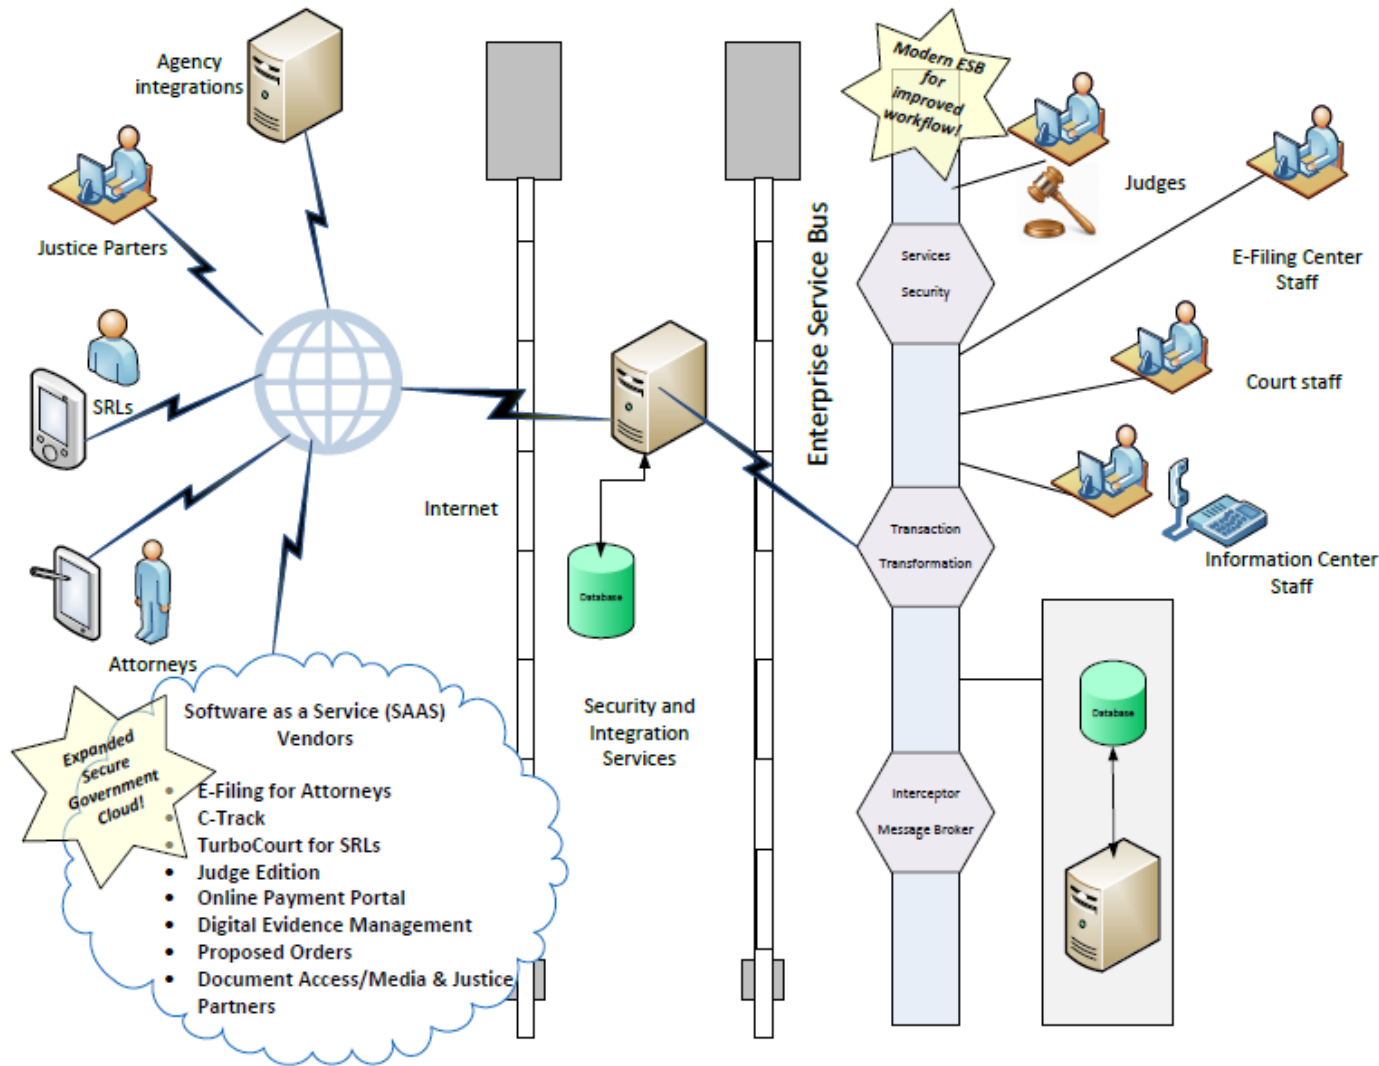 Agency
integrations
Justice Parters
SRLs
Attorneys
Internet
Software as a Service (SAAS)
Vendors
Expanded
Secure
Government
Cloud!
• E-Filing for Attorneys
• C-Track
• TurboCourt for SRLs
• Judge Edition
• Online Payment Portal
• Digital Evidence Management
• Proposed Orders
• Document Access/Media & Justice
Partners
Database
Security and
Integration
Services
Enterprise Service Bus
Modern ESB
for
improved
workflow!
Services
Security
Transaction
Transformation
Interceptor
Message Broker
Judges
E-Filing Center
Staff
Court staff
Information Center
Staff
Database